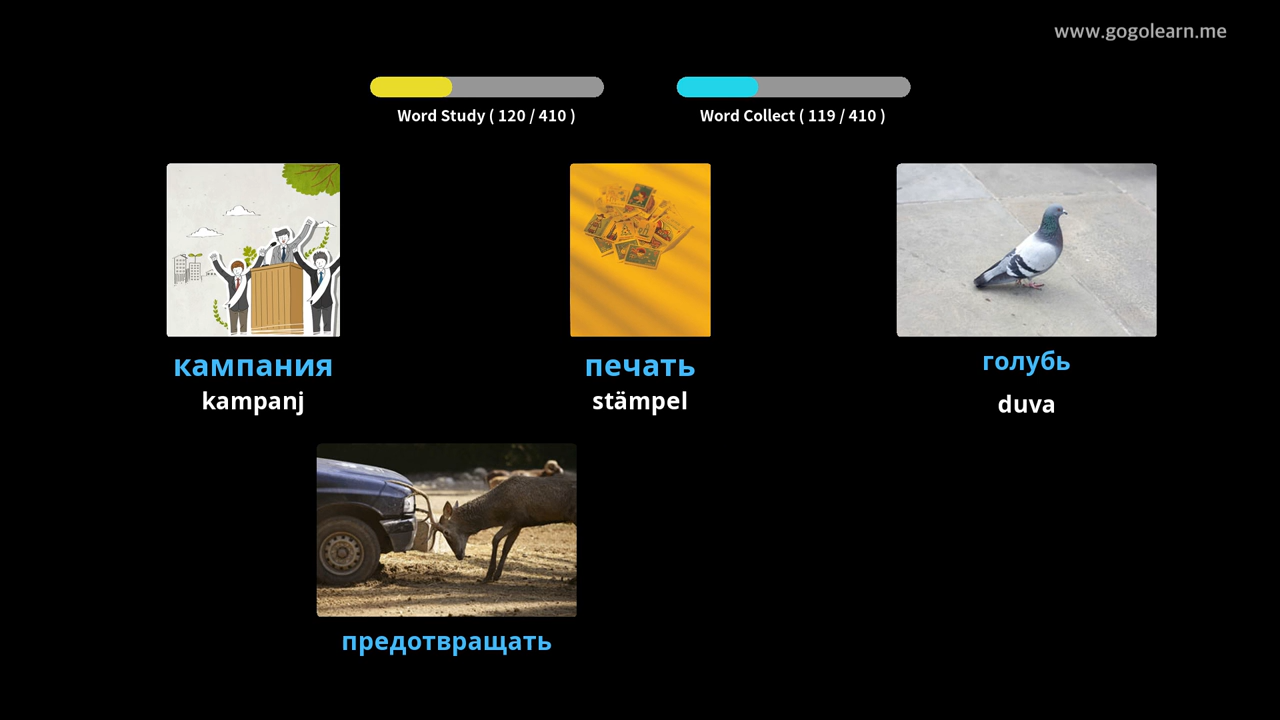 www.gogolearn.me
Word Study ( 120 / 410 )
Word Collect ( 119 / 410 )
кампания
kampanj
печать
stämpel
голубь
duva
предотвращать